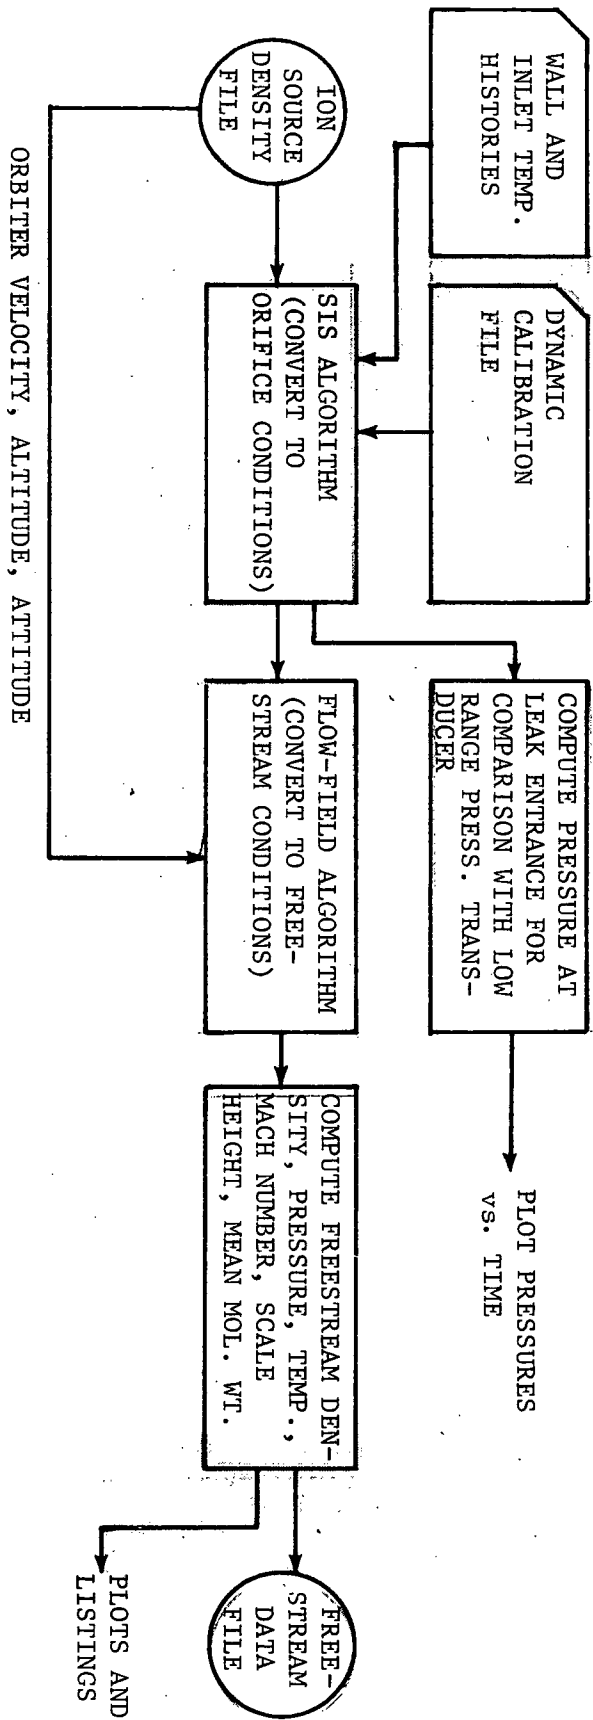 WALL AND
INLET TEMP.
HISTORIES
DYNAMIC
CALIBRATION
FILE
COMPUTE PRESSURE AT
LEAK ENTRANCE FOR
COMPARISON WITH LOW
RANGE PRESS. TRANS-
DUCER
PLOT PRESSURES
vs. TIME
ION
SOURCE
DENSITY
FILE
SIS ALGORITHM
(CONVERT TO
ORIFICE CONDITIONS)
FLOW-FIELD ALGORITHM
(CONVERT TO FREE-
STREAM CONDITIONS)
COMPUTE FREESTREAM DEN-
SITY, PRESSURE, TEMP.,
MACH NUMBER, SCALE
HEIGHT, MEAN MOL. WT.
FREE-
STREAM
DATA
FILE
PLOTS AND
LISTINGS
ORBITER VELOCITY, ALTITUDE, ATTITUDE